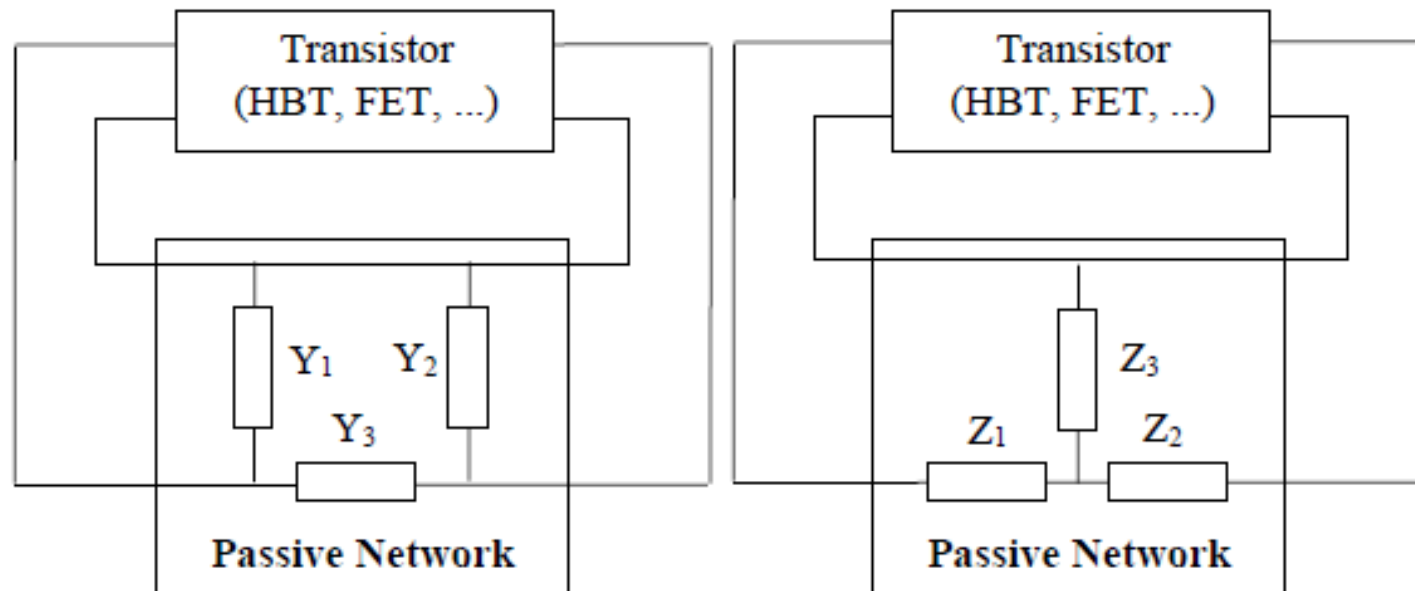 Transistor
(HBT, FET, ...)
Y₁
Y₂
Y₃
Passive Network
Transistor
(HBT, FET, ...)
Z₃
Z₁
Z₂
Passive Network